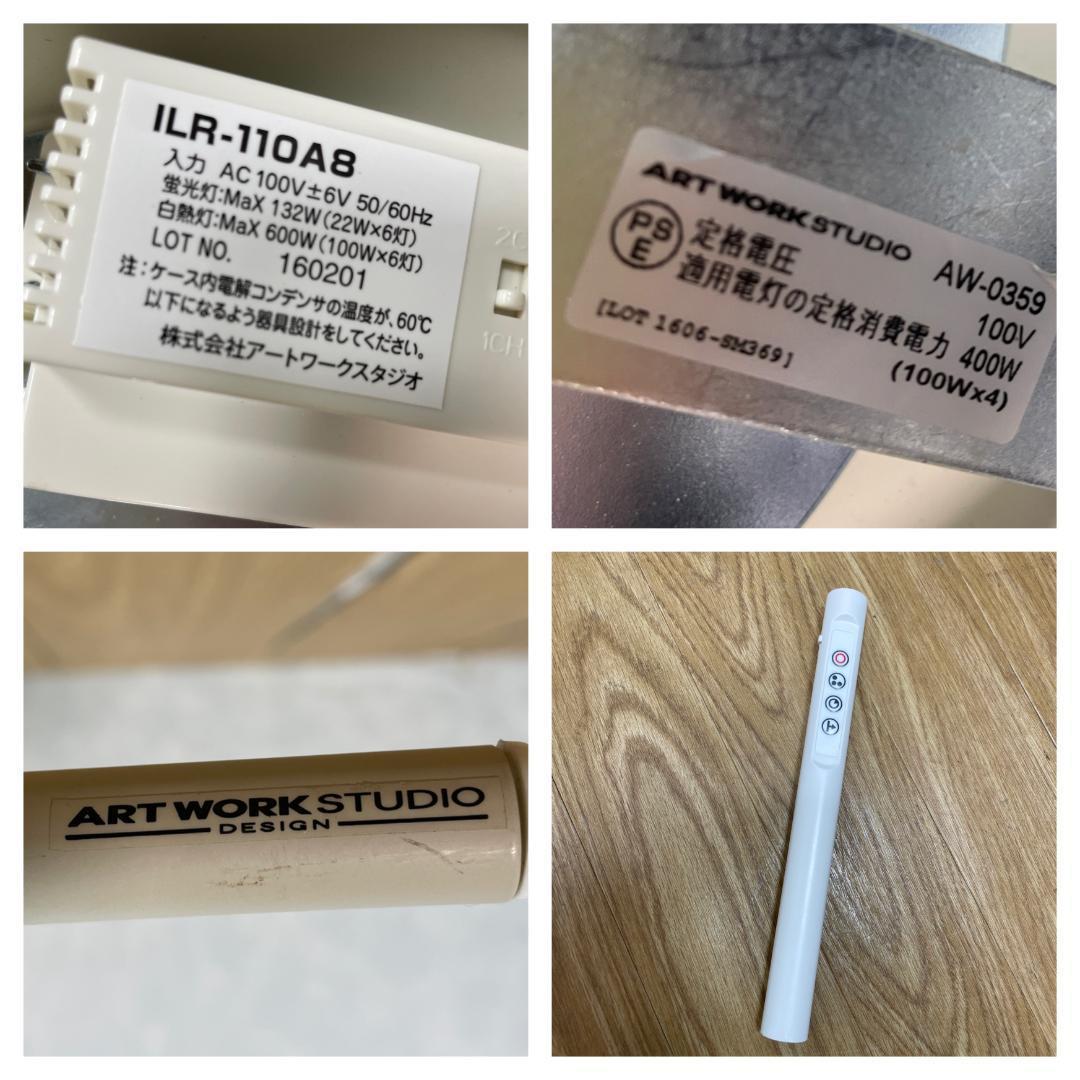 ILR-110A8
入力 AC 100V±6V 50/60Hz
蛍光灯:MaX 132W(22W×6灯)
白熱灯:MaX 600W(100W×6灯)
LOT NO. 160201
注:ケース内電解コンデンサの温度が、60℃
以下になるよう器具設計をしてください。
株式会社アートワークスタジオ
1CH
ART WORK STUDIO
PS
E
AW-0359
定格電圧 100V
適用電灯の定格消費電力 400W
(100Wx4)
[LOT 1606-SM369]
ART WORK STUDIO
DESIGN